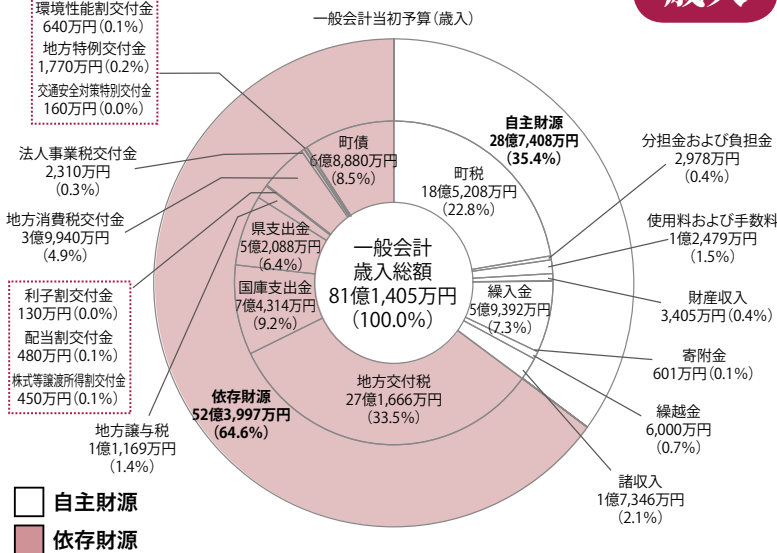 歳入
一般会計当初予算（歳入）
環境性能割交付金
640万円（0.1%）
地方特例交付金
1,770万円（0.2%）
交通安全対策特別交付金
160万円（0.0%）
法人事業税交付金
2,310万円
（0.3%）
地方消費税交付金
3億9,940万円
（4.9%）
利子割交付金
130万円（0.0%）
配当割交付金
480万円（0.1%）
株式等譲渡所得割交付金
450万円（0.1%）
地方譲与税
1億1,169万円
（1.4%）
町債
6億8,880万円
（8.5%）
県支出金
5億2,088万円
（6.4%）
国庫支出金
7億4,314万円
（9.2%）
依存財源
52億3,997万円
（64.6%）
地方交付税
27億1,666万円
（33.5%）
一般会計
歳入総額
81億1,405万円
（100.0%）
自主財源
28億7,408万円
（35.4%）
町税
18億5,208万円
（22.8%）
繰入金
5億9,392万円
（7.3%）
分担金および負担金
2,978万円
（0.4%）
使用料および手数料
1億2,479万円
（1.5%）
財産収入
3,405万円（0.4%）
寄附金
601万円（0.1%）
繰越金
6,000万円
（0.7%）
諸収入
1億7,346万円
（2.1%）
自主財源
依存財源